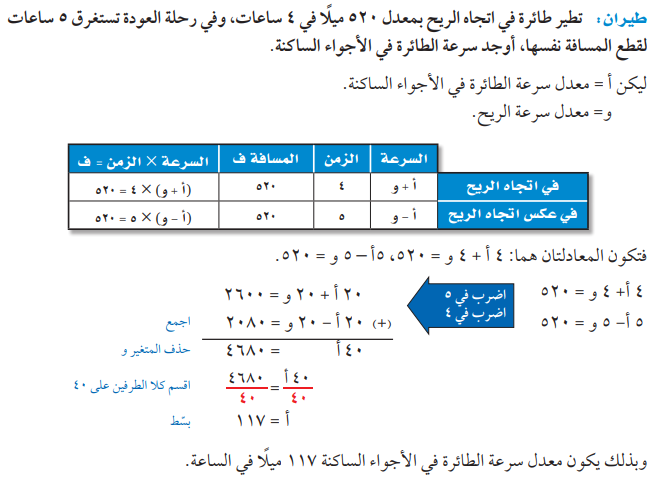 طيران: تطير طائرة في اتجاه الريح بمعدل ٥٢٠ ميلًا في ٤ ساعات، وفي رحلة العودة تستغرق ٥ ساعات
لقطع المسافة نفسها، أوجد سرعة الطائرة في الأجواء الساكنة.
ليكن أ = معدل سرعة الطائرة في الأجواء الساكنة.
و = معدل سرعة الريح.
السرعة الزمن المسافة ف السرعة × الزمن = ف
في اتجاه الريح أ + و ٤ ٥٢٠ (أ + و) × ٤ = ٥٢٠
في عكس اتجاه الريح أ – و ٥ ٥٢٠ (أ – و) × ٥ = ٥٢٠
فتكون المعادلتان هما: ٤ أ + ٤ و = ٥٢٠، ٥أ – ٥ و = ٥٢٠.
٤ أ + ٤ و = ٥٢٠ اضرب في ٥ ٢٠ أ + ٢٠ و = ٢٦٠٠
٥ أ – ٥ و = ٥٢٠ اضرب في ٤ (+) ٢٠ أ – ٢٠ و = ٢٠٨٠ اجمع
٤٠ أ = ٤٦٨٠ حذف المتغير و
٤٠ أ / ٤٠ = ٤٦٨٠ / ٤٠ اقسم كلا الطرفين على ٤٠
أ = ١١٧ بسّط
وبذلك يكون معدل سرعة الطائرة في الأجواء الساكنة ١١٧ ميلًا في الساعة.